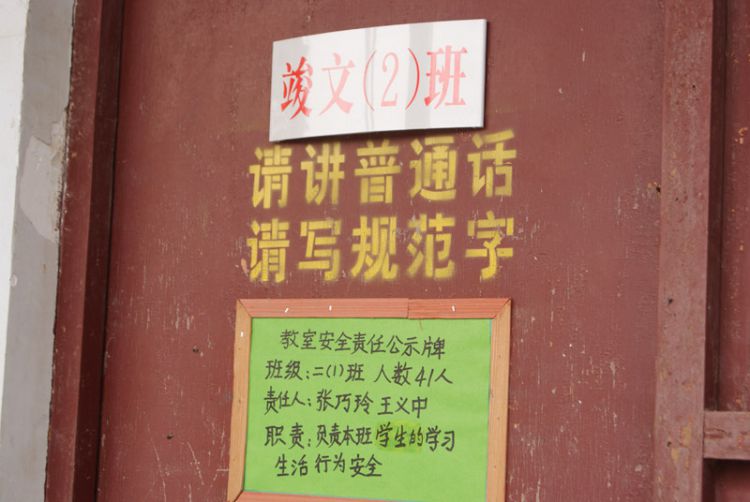 竣文(2)班
请讲普通话
请写规范字
教室安全责任公示牌
班级:二(1)班 人数41人
责任人:张巧玲 王义中
职责:负责本班学生的学习
生活 行为安全